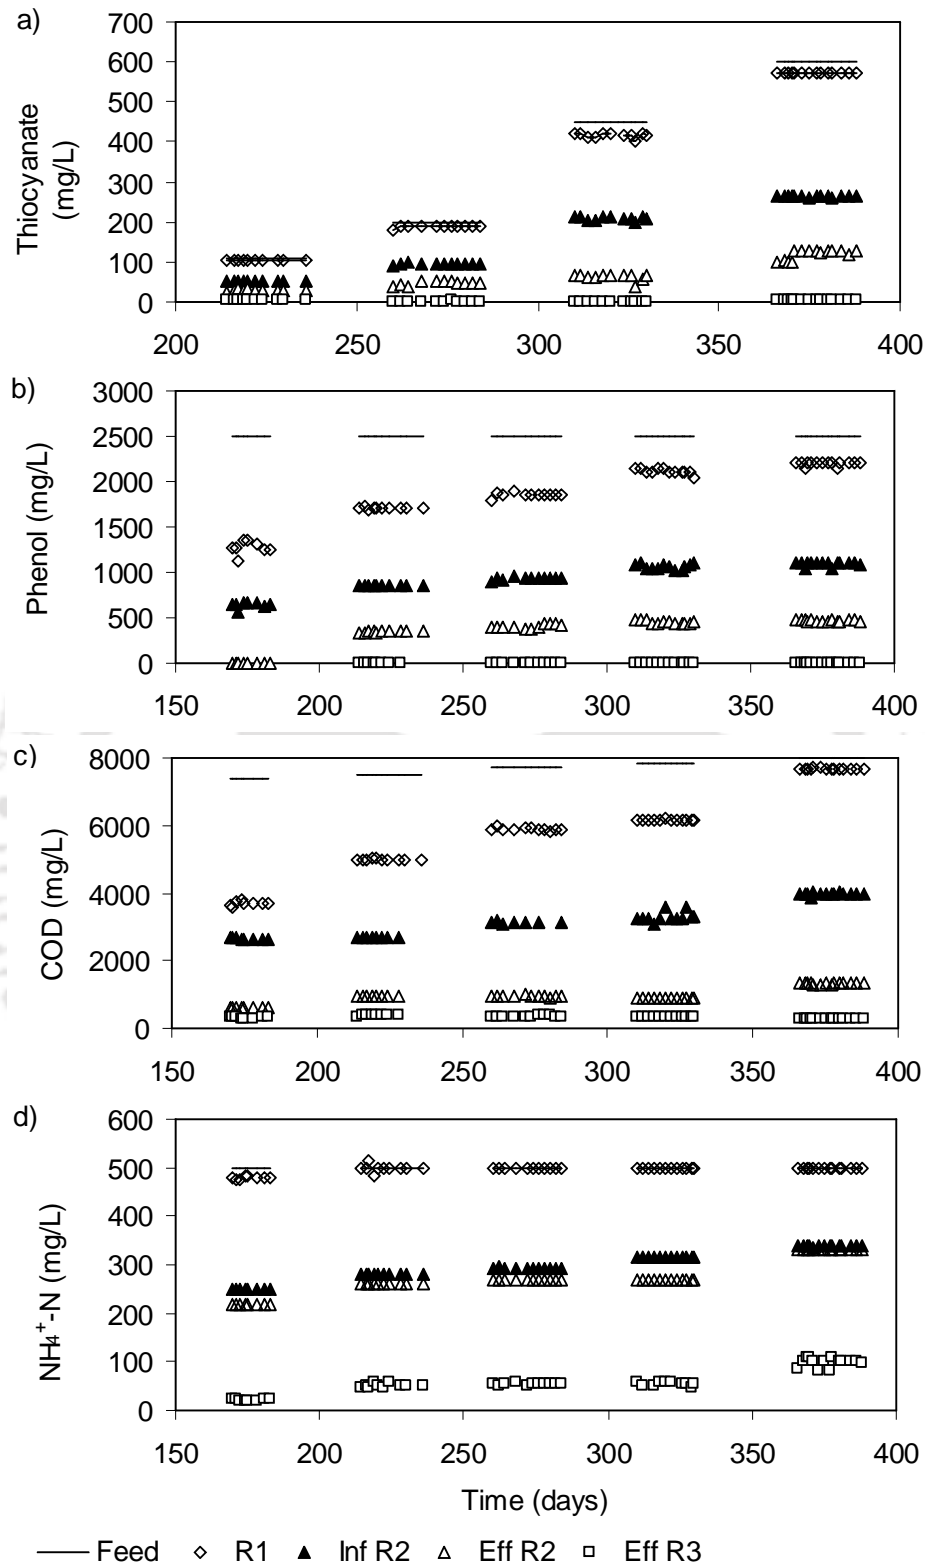 a)
Thiocyanate
(mg/L)
700
600
500
400
300
200
100
0
200 250 300 350 400
b)
Phenol (mg/L)
3000
2500
2000
1500
1000
500
0
150 200 250 300 350 400
c)
COD (mg/L)
8000
6000
4000
2000
0
150 200 250 300 350 400
d)
NH₄⁺-N (mg/L)
600
500
400
300
200
100
0
150 200 250 300 350 400
Time (days)
Feed R1 Inf R2 Eff R2 Eff R3